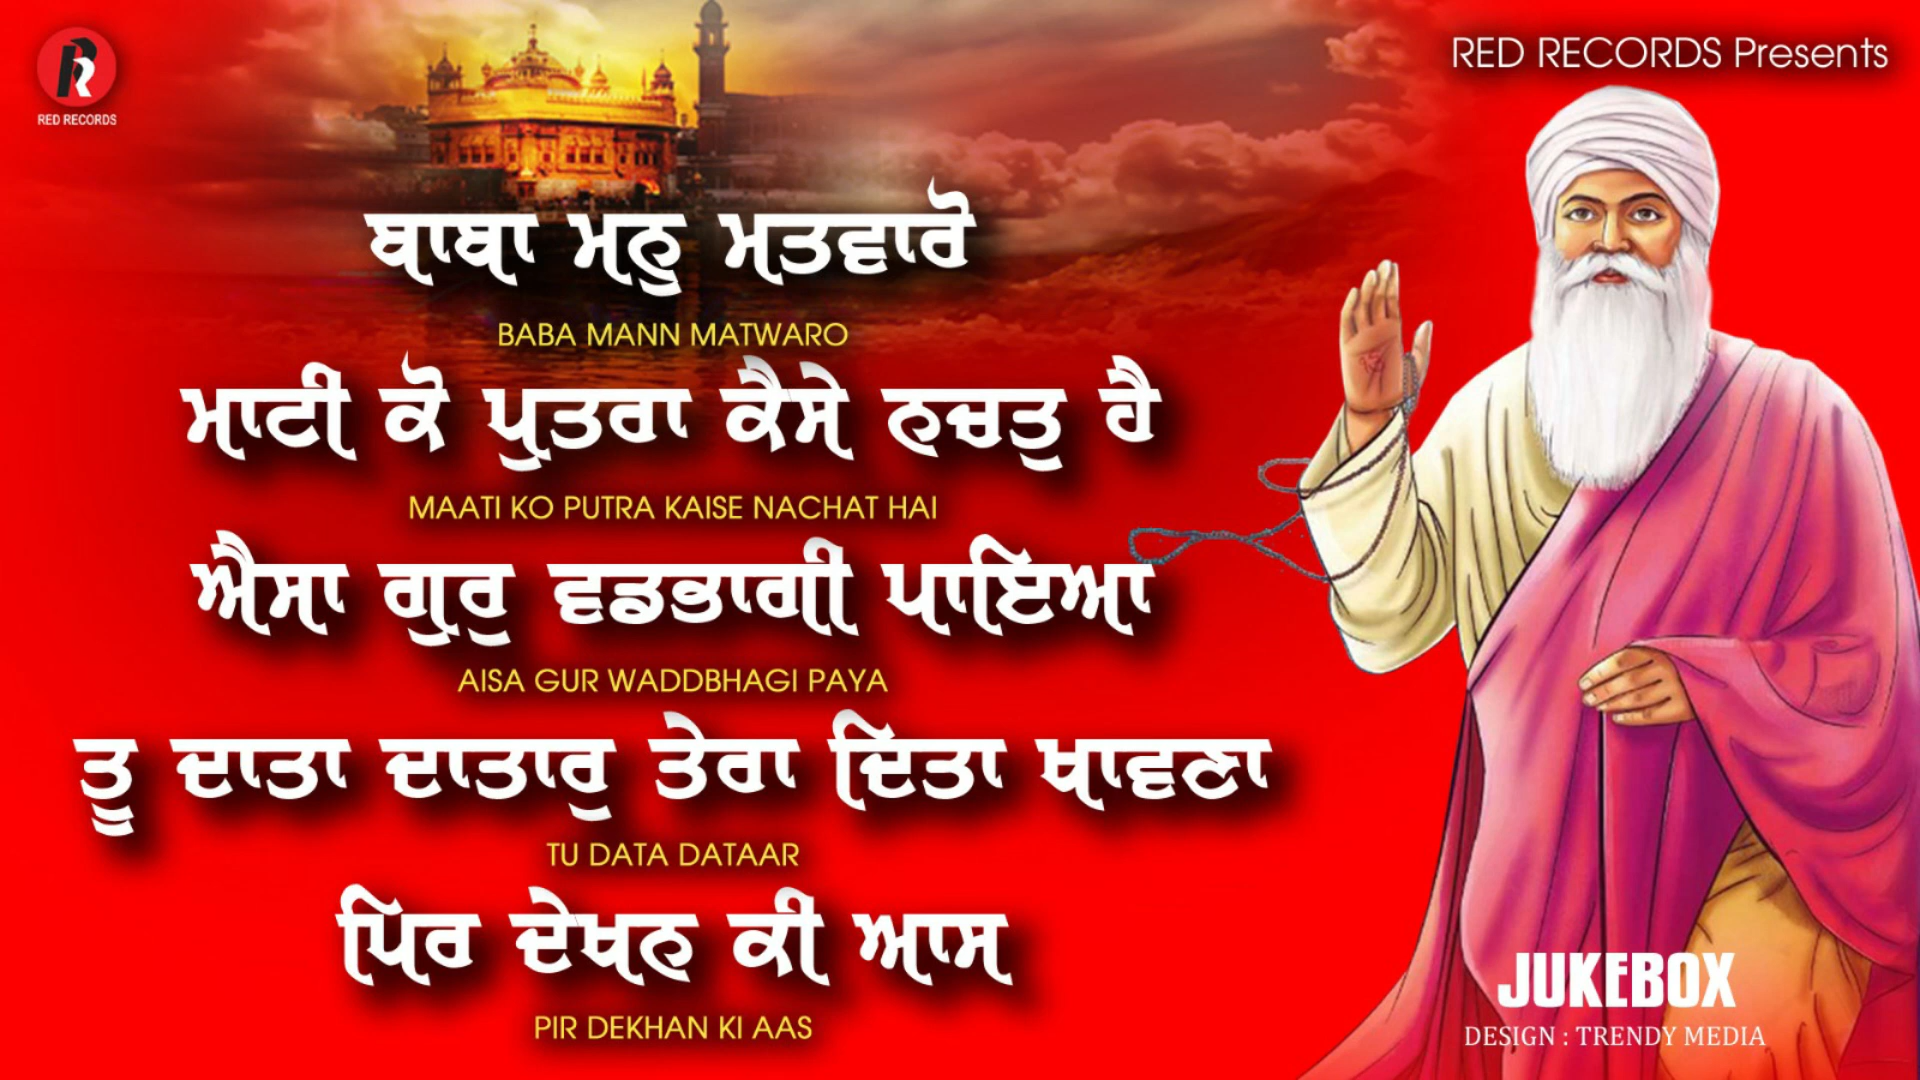 RED RECORDS
RED RECORDS Presents
ਬਾਬਾ ਮਨੁ ਮਤਵਾਰੋ
BABA MANN MATWARO
ਮਾਟੀ ਕੋ ਪੁਤਰਾ ਕੈਸੇ ਨਚਤੁ ਹੈ
MAATI KO PUTRA KAISE NACHAT HAI
ਐਸਾ ਗੁਰੁ ਵਡਭਾਗੀ ਪਾਇਆ
AISA GUR WADDBHAGI PAYA
ਤੂ ਦਾਤਾ ਦਾਤਾਰੁ ਤੇਰਾ ਦਿਤਾ ਖਾਵਣਾ
TU DATA DATAAR
ਪਿਰ ਦੇਖਨ ਕੀ ਆਸ
PIR DEKHAN KI AAS
JUKEBOX
DESIGN : TRENDY MEDIA